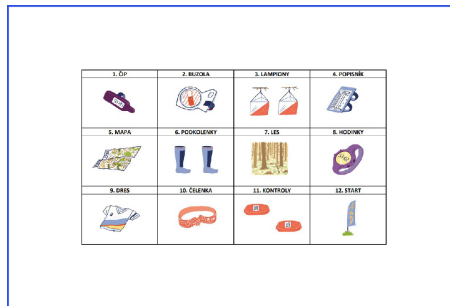 1. ČIP
2. BUZOLA
3. LAMPIONY
4. POPISNÍK
5. MAPA
6. PODKOLENKY
7. LES
8. HODINKY
9. DRES
10. ČELENKA
11. KONTROLY
12. START